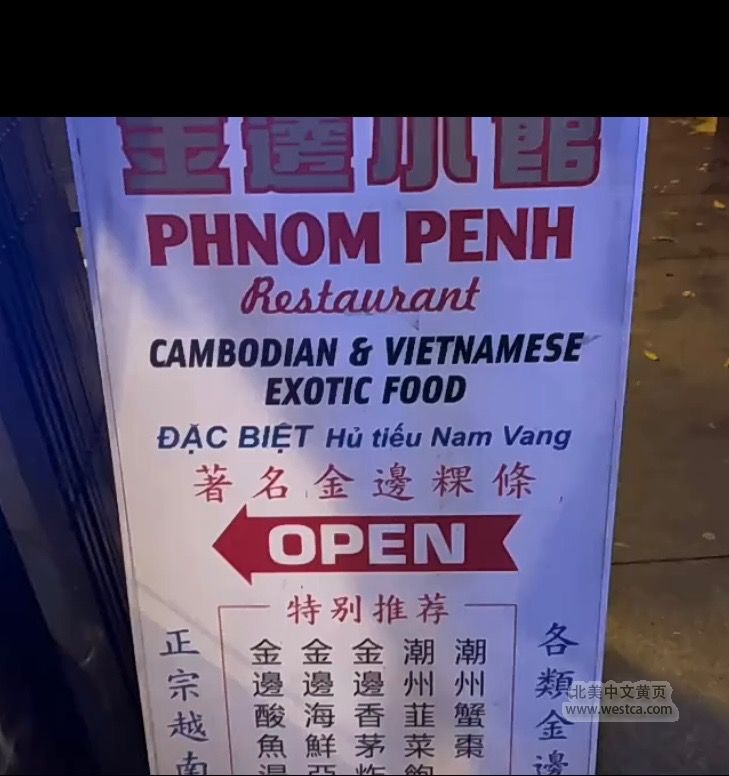 金邊小館
PHNOM PENH
Restaurant
CAMBODIAN & VIETNAMESE
EXOTIC FOOD
ĐẶC BIỆT Hủ tiếu Nam Vang
著名金邊粿條
OPEN
特别推荐
正宗越南
金邊酸魚湯
金邊海鮮
金邊香茅炸
潮州韮菜
潮州蟹棗
各類金邊
北美中文黄页
www.westca.com